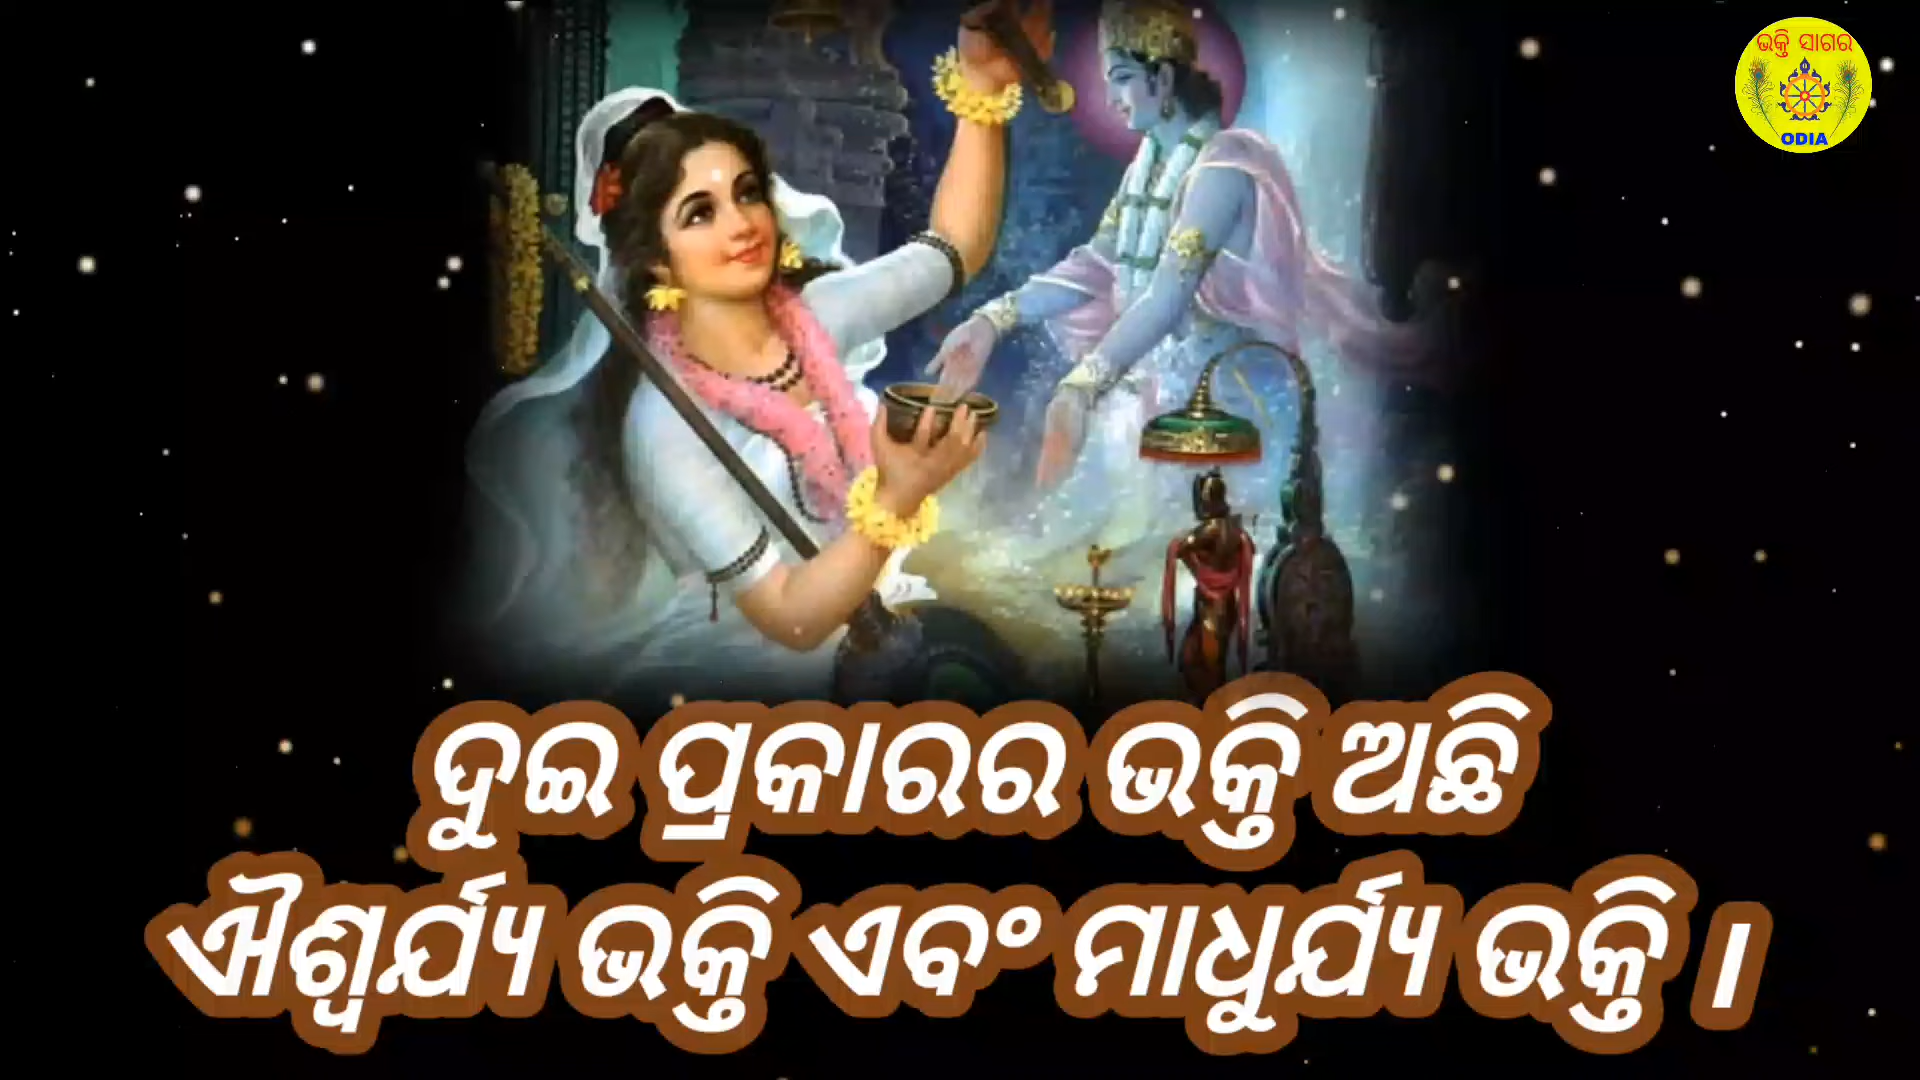 ଭକ୍ତି ସାଗର
ODIA
ଦୁଇ ପ୍ରକାରର ଭକ୍ତି ଅଛି
ଐଶ୍ୱର୍ଯ୍ୟ ଭକ୍ତି ଏବଂ ମାଧୁର୍ଯ୍ୟ ଭକ୍ତି ।